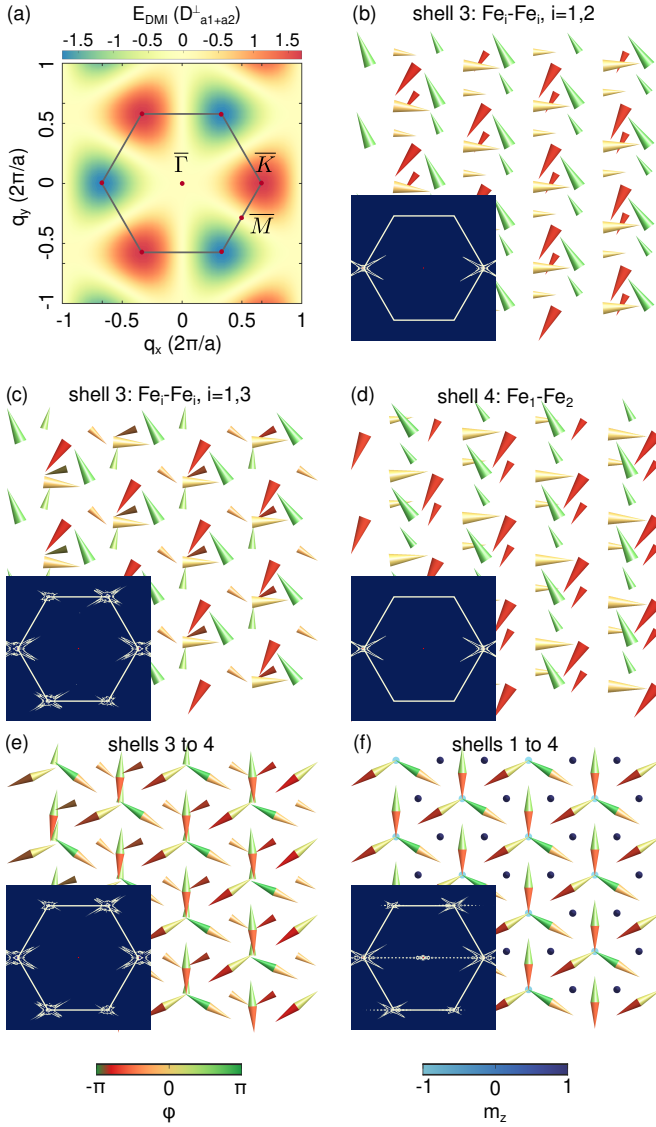 (a)
E_DMI (D^⊥_a1+a2)
-1.5 -1 -0.5 0 0.5 1 1.5
1
0.5
0
-0.5
-1
q_y (2π/a)
Γ
K
M
-1 -0.5 0 0.5 1
q_x (2π/a)
(b) shell 3: Fe_i-Fe_i, i=1,2
(c) shell 3: Fe_i-Fe_i, i=1,3
(d) shell 4: Fe_1-Fe_2
(e) shells 3 to 4
(f) shells 1 to 4
-π 0 π
φ
-1 0 1
m_z